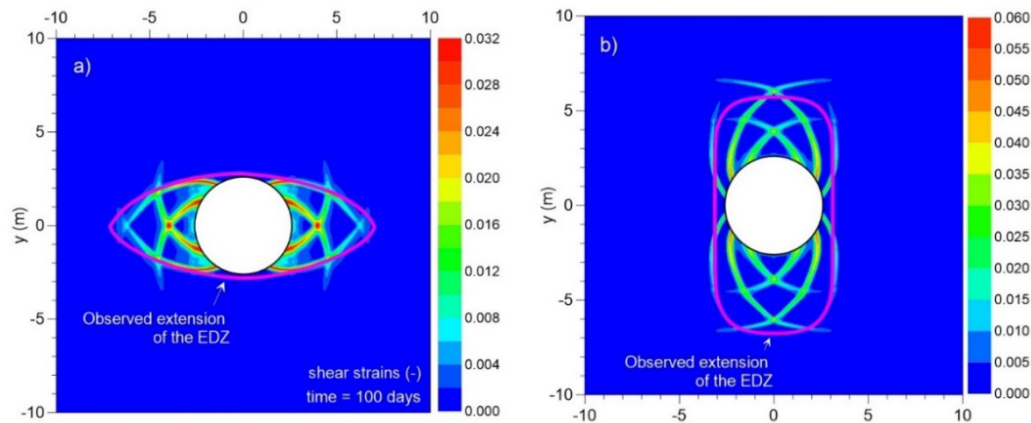 -10 -5 0 5 10
a)
10
5
0
-5
-10
y (m)
Observed extension
of the EDZ
shear strains (-)
time = 100 days
0.032
0.028
0.024
0.020
0.016
0.012
0.008
0.004
0.000
b)
10
5
0
-5
-10
y (m)
Observed extension
of the EDZ
-10 -5 0 5 10
0.060
0.055
0.050
0.045
0.040
0.035
0.030
0.025
0.020
0.015
0.010
0.005
0.000